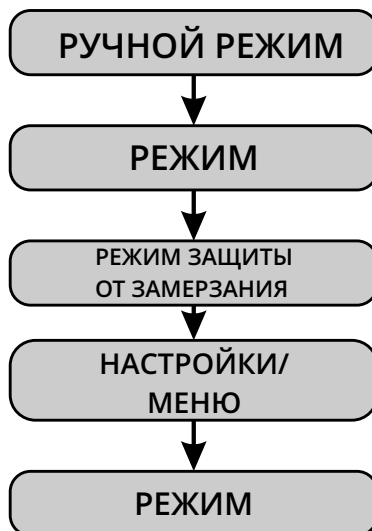 РУЧНОЙ РЕЖИМ
РЕЖИМ
РЕЖИМ ЗАЩИТЫ
ОТ ЗАМЕРЗАНИЯ
НАСТРОЙКИ/
МЕНЮ
РЕЖИМ